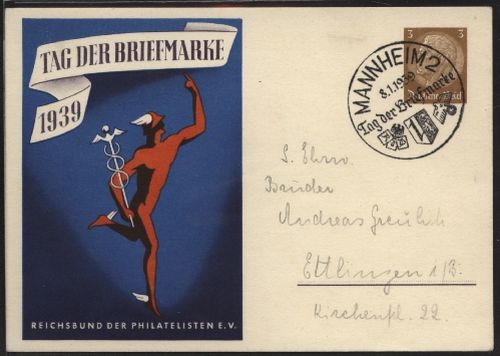 TAG DER BRIEFMARKE
1939
REICHSBUND DER PHILATELISTEN E.V.
3 3
Deutsches Reich
MANNHEIM 2
8.1.1939
Tag der Briefmarke
S. Ehrw.
Bruder
Andreas Greulich
Ettlingen i/B.
Kirchenpl. 22.